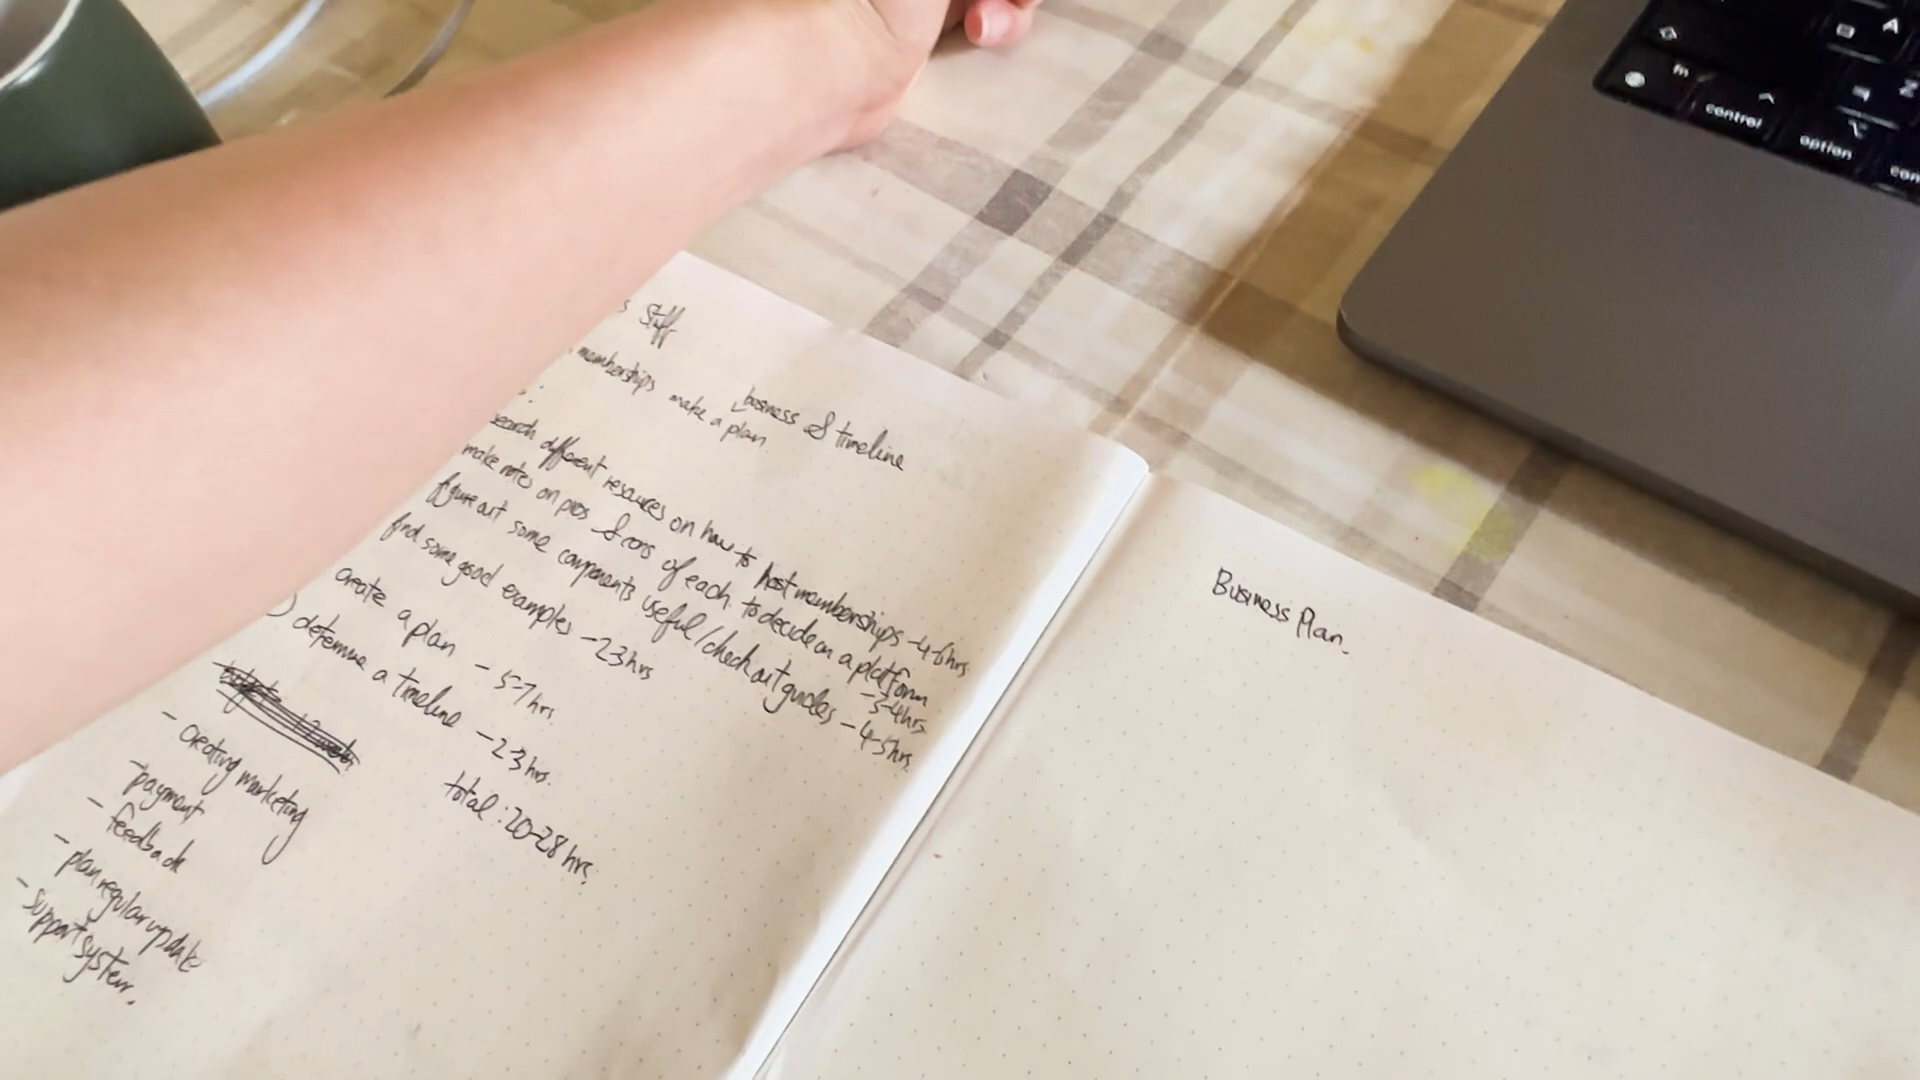 s Stuff
memberships make a plan
business & timeline
search different resources on how to host memberships - 4-6hrs
make notes on pros & cons of each to decide on a platform
- 3-4hrs
figure out some components useful/check out guides - 4-5hrs.
find some good examples - 2-3hrs
create a plan - 5-7hrs
determine a timeline - 2-3hrs.
total: 20-28hrs.
- creating marketing
- payment
- feedback
- plan regular update
- support system.
Business Plan.
A
fn
Z
control
option